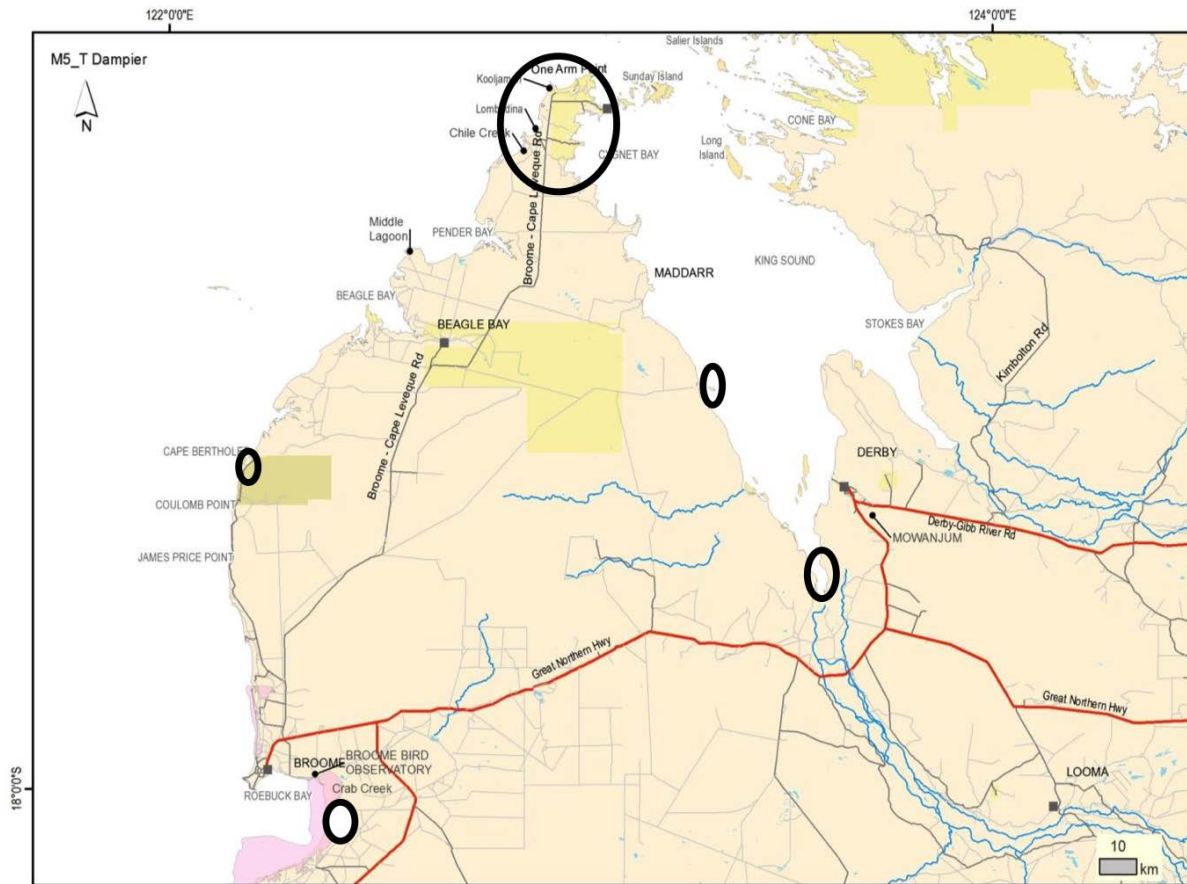 122°0'0"
124°0'0"
M5_T Dampier
N
Salier Islands
One Arm Point
Sunday Island
CONE BAY
Chile Creek
CYGNET BAY
Long
Island
Broome - Cape Leveque Rd
Middle
Lagoon
PENDER BAY
MADDARR
KING SOUND
BEAGLE BAY
BEAGLE BAY
STOKES BAY
Kimbolton Rd
Broome - Cape Leveque Rd
CAPE BERTHOLE
COULOMB POINT
DERBY
Derby-Gibb River Rd
MOWANJUM
JAMES PRICE POINT
Great Northern Hwy
Great Northern Hwy
BROOME
BROOME BIRD
OBSERVATORY
Crab Creek
ROEBUCK BAY
LOOMA
18°0'0"S
10
km